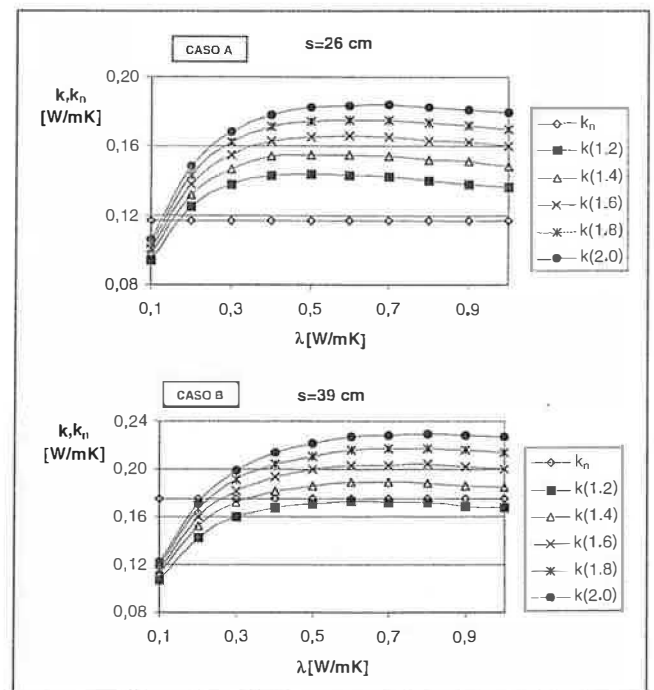 CASO A
s=26 cm
k,kₙ
[W/mK]
0,20
0,16
0,12
0,08
0,1
0,3
0,5
0,7
0,9
λ[W/mK]
kₙ
k(1,2)
k(1.4)
k(1.6)
k(1.8)
k(2.0)
CASO B
s=39 cm
k,kₙ
[W/mK]
0,24
0,20
0,16
0,12
0,08
0,1
0,3
0,5
0,7
0,9
λ[W/mK]
kₙ
k(1.2)
k(1.4)
k(1.6)
k(1.8)
k(2.0)